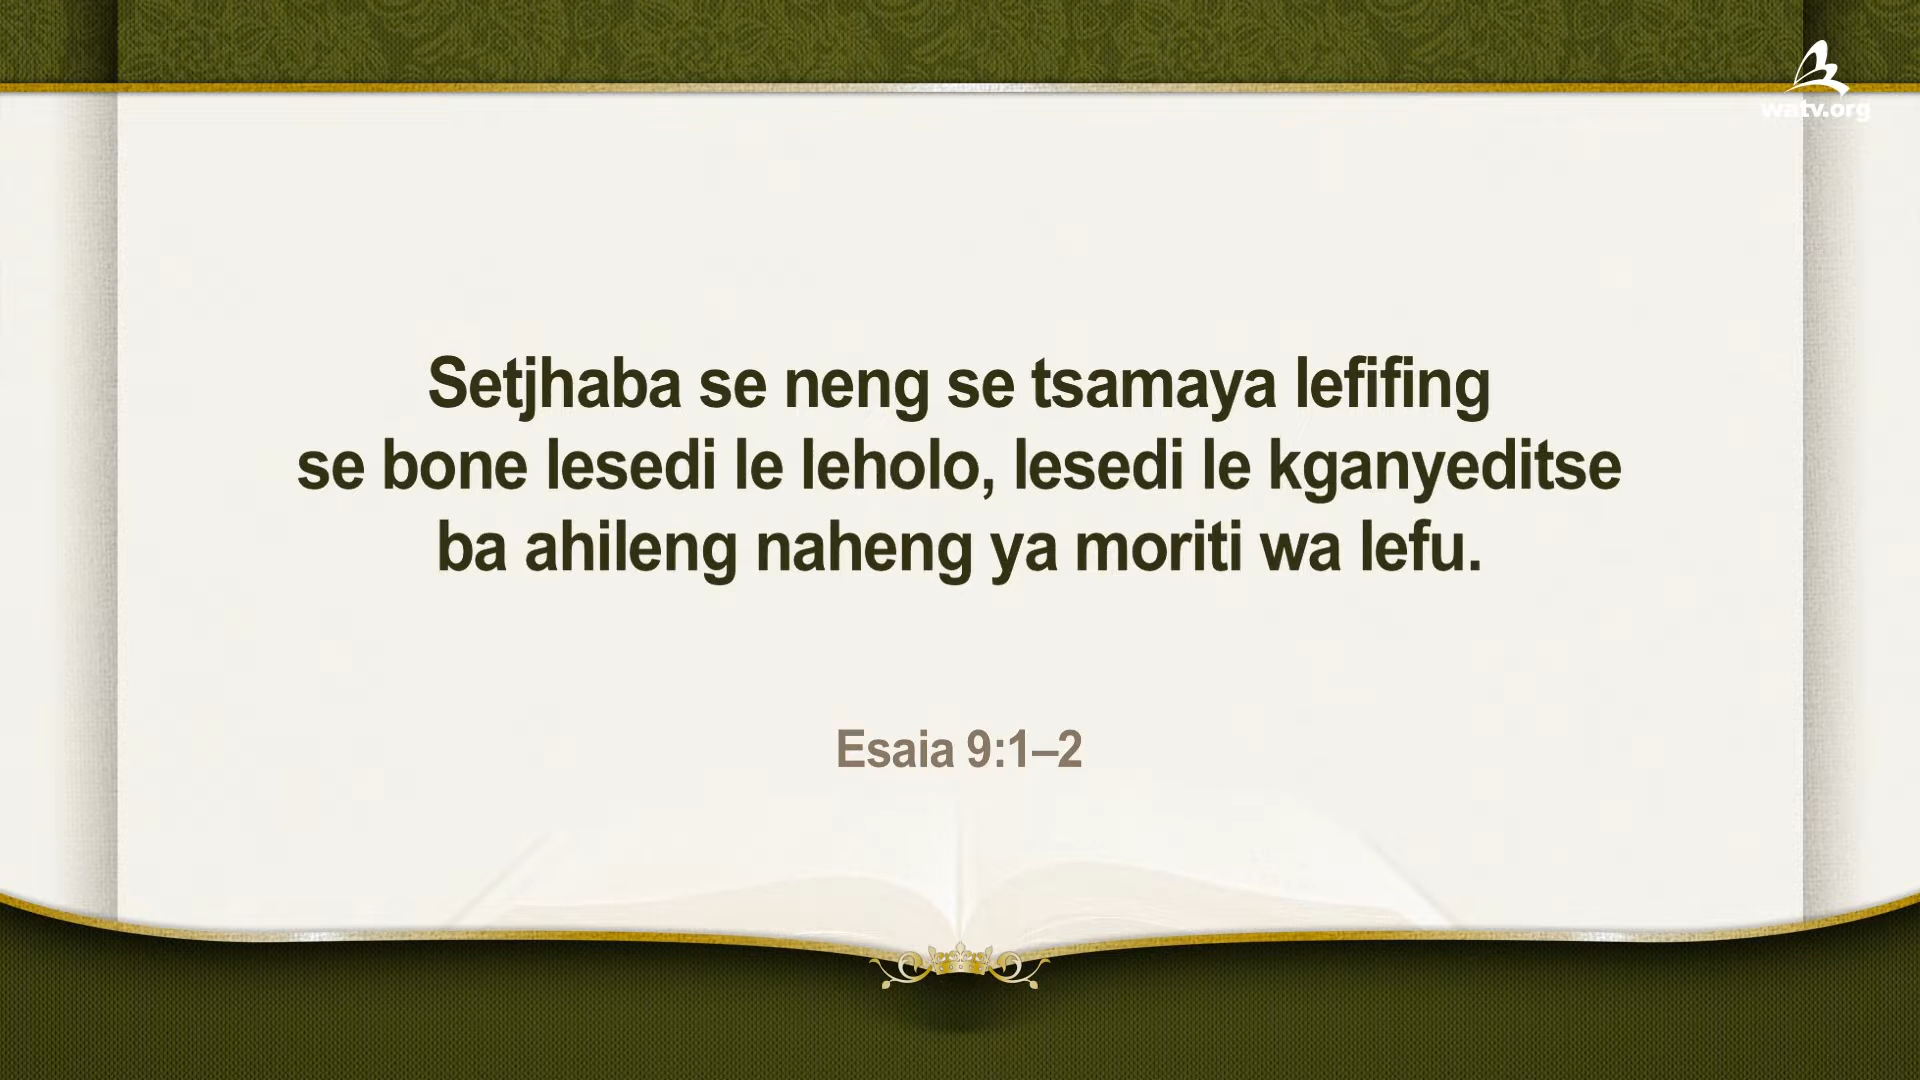 watv.org
Setjhaba se neng se tsamaya lefifing
se bone lesedi le leholo, lesedi le kganyeditse
ba ahileng naheng ya moriti wa lefu.
Esaia 9:1–2